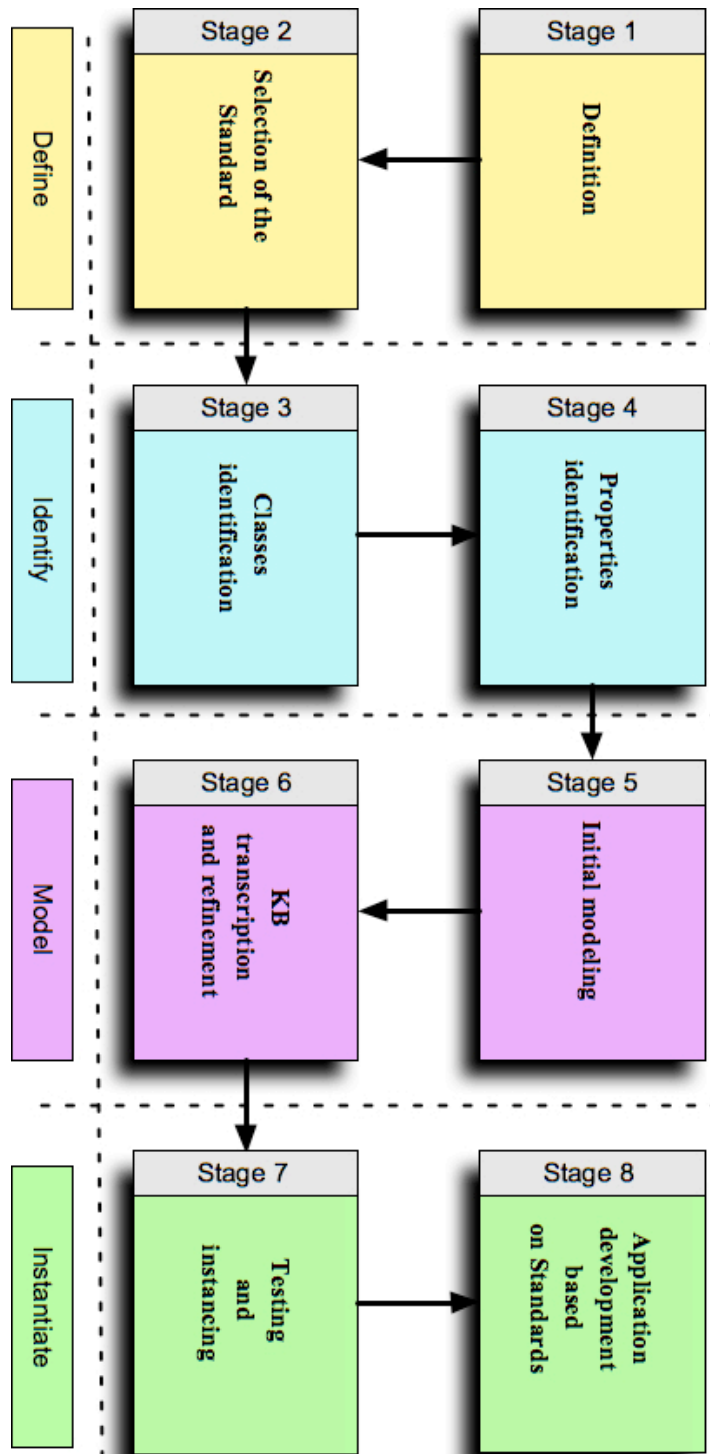 Stage 1
Definition
Stage 2
Selection of the
Standard
Define
Stage 3
Classes
identification
Stage 4
Properties
identification
Identify
Stage 5
Initial modeling
Stage 6
KB
transcription
and refinement
Model
Stage 7
Testing
and
instancing
Stage 8
Application
development
based
on Standards
Instantiate